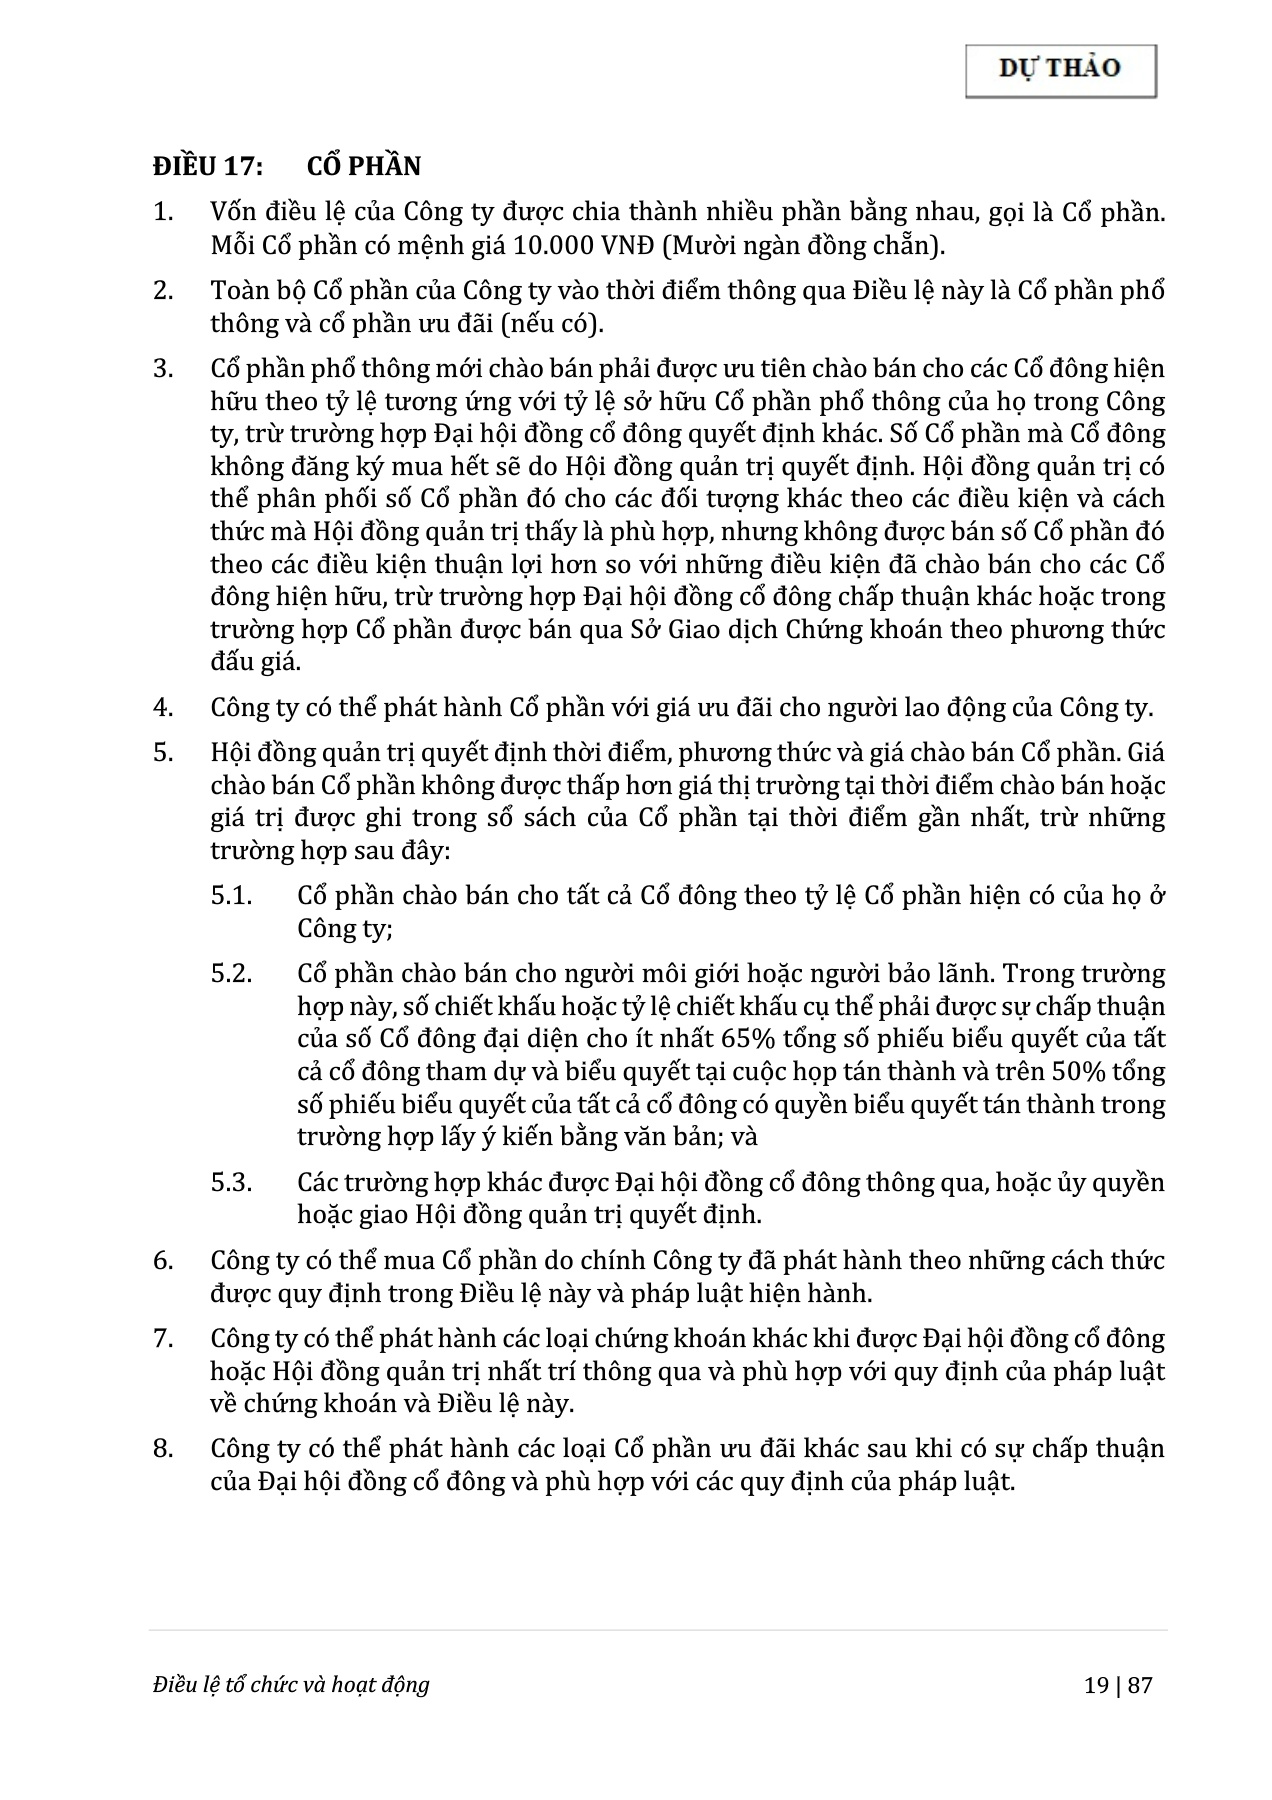 DỰ THẢO
ĐIỀU 17: CỔ PHẦN
1. Vốn điều lệ của Công ty được chia thành nhiều phần bằng nhau, gọi là Cổ phần.
Mỗi Cổ phần có mệnh giá 10.000 VNĐ (Mười ngàn đồng chẵn).
2. Toàn bộ Cổ phần của Công ty vào thời điểm thông qua Điều lệ này là Cổ phần phổ
thông và cổ phần ưu đãi (nếu có).
3. Cổ phần phổ thông mới chào bán phải được ưu tiên chào bán cho các Cổ đông hiện
hữu theo tỷ lệ tương ứng với tỷ lệ sở hữu Cổ phần phổ thông của họ trong Công
ty, trừ trường hợp Đại hội đồng cổ đông quyết định khác. Số Cổ phần mà Cổ đông
không đăng ký mua hết sẽ do Hội đồng quản trị quyết định. Hội đồng quản trị có
thể phân phối số Cổ phần đó cho các đối tượng khác theo các điều kiện và cách
thức mà Hội đồng quản trị thấy là phù hợp, nhưng không được bán số Cổ phần đó
theo các điều kiện thuận lợi hơn so với những điều kiện đã chào bán cho các Cổ
đông hiện hữu, trừ trường hợp Đại hội đồng cổ đông chấp thuận khác hoặc trong
trường hợp Cổ phần được bán qua Sở Giao dịch Chứng khoán theo phương thức
đấu giá.
4. Công ty có thể phát hành Cổ phần với giá ưu đãi cho người lao động của Công ty.
5. Hội đồng quản trị quyết định thời điểm, phương thức và giá chào bán Cổ phần. Giá
chào bán Cổ phần không được thấp hơn giá thị trường tại thời điểm chào bán hoặc
giá trị được ghi trong sổ sách của Cổ phần tại thời điểm gần nhất, trừ những
trường hợp sau đây:
5.1. Cổ phần chào bán cho tất cả Cổ đông theo tỷ lệ Cổ phần hiện có của họ ở
Công ty;
5.2. Cổ phần chào bán cho người môi giới hoặc người bảo lãnh. Trong trường
hợp này, số chiết khấu hoặc tỷ lệ chiết khấu cụ thể phải được sự chấp thuận
của số Cổ đông đại diện cho ít nhất 65% tổng số phiếu biểu quyết của tất
cả cổ đông tham dự và biểu quyết tại cuộc họp tán thành và trên 50% tổng
số phiếu biểu quyết của tất cả cổ đông có quyền biểu quyết tán thành trong
trường hợp lấy ý kiến bằng văn bản; và
5.3. Các trường hợp khác được Đại hội đồng cổ đông thông qua, hoặc ủy quyền
hoặc giao Hội đồng quản trị quyết định.
6. Công ty có thể mua Cổ phần do chính Công ty đã phát hành theo những cách thức
được quy định trong Điều lệ này và pháp luật hiện hành.
7. Công ty có thể phát hành các loại chứng khoán khác khi được Đại hội đồng cổ đông
hoặc Hội đồng quản trị nhất trí thông qua và phù hợp với quy định của pháp luật
về chứng khoán và Điều lệ này.
8. Công ty có thể phát hành các loại Cổ phần ưu đãi khác sau khi có sự chấp thuận
của Đại hội đồng cổ đông và phù hợp với các quy định của pháp luật.
Điều lệ tổ chức và hoạt động 19 | 87